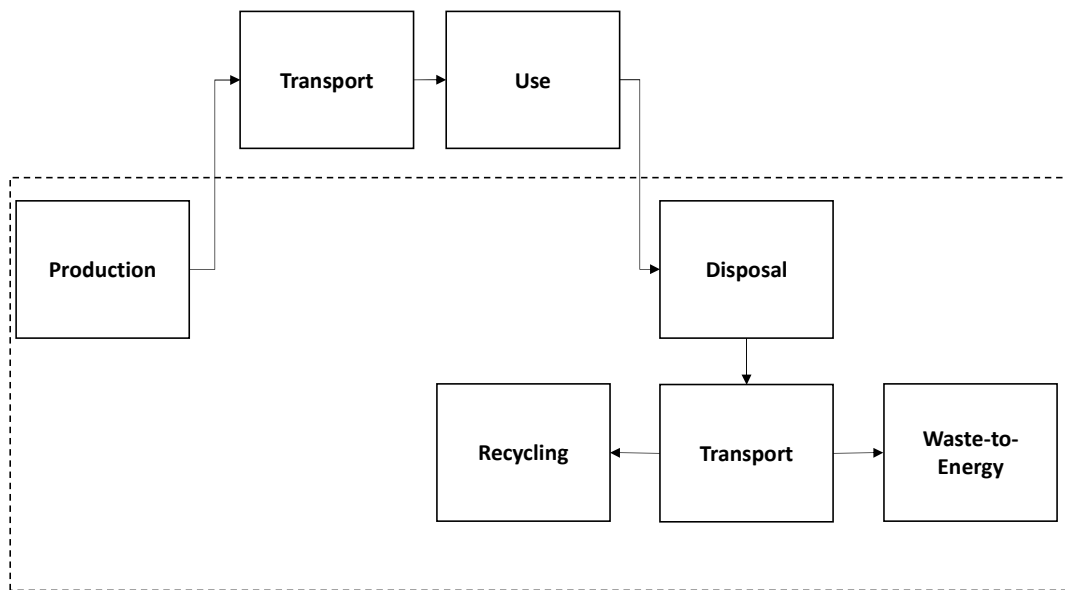 Transport
Use
Production
Disposal
Recycling
Transport
Waste-to-
Energy